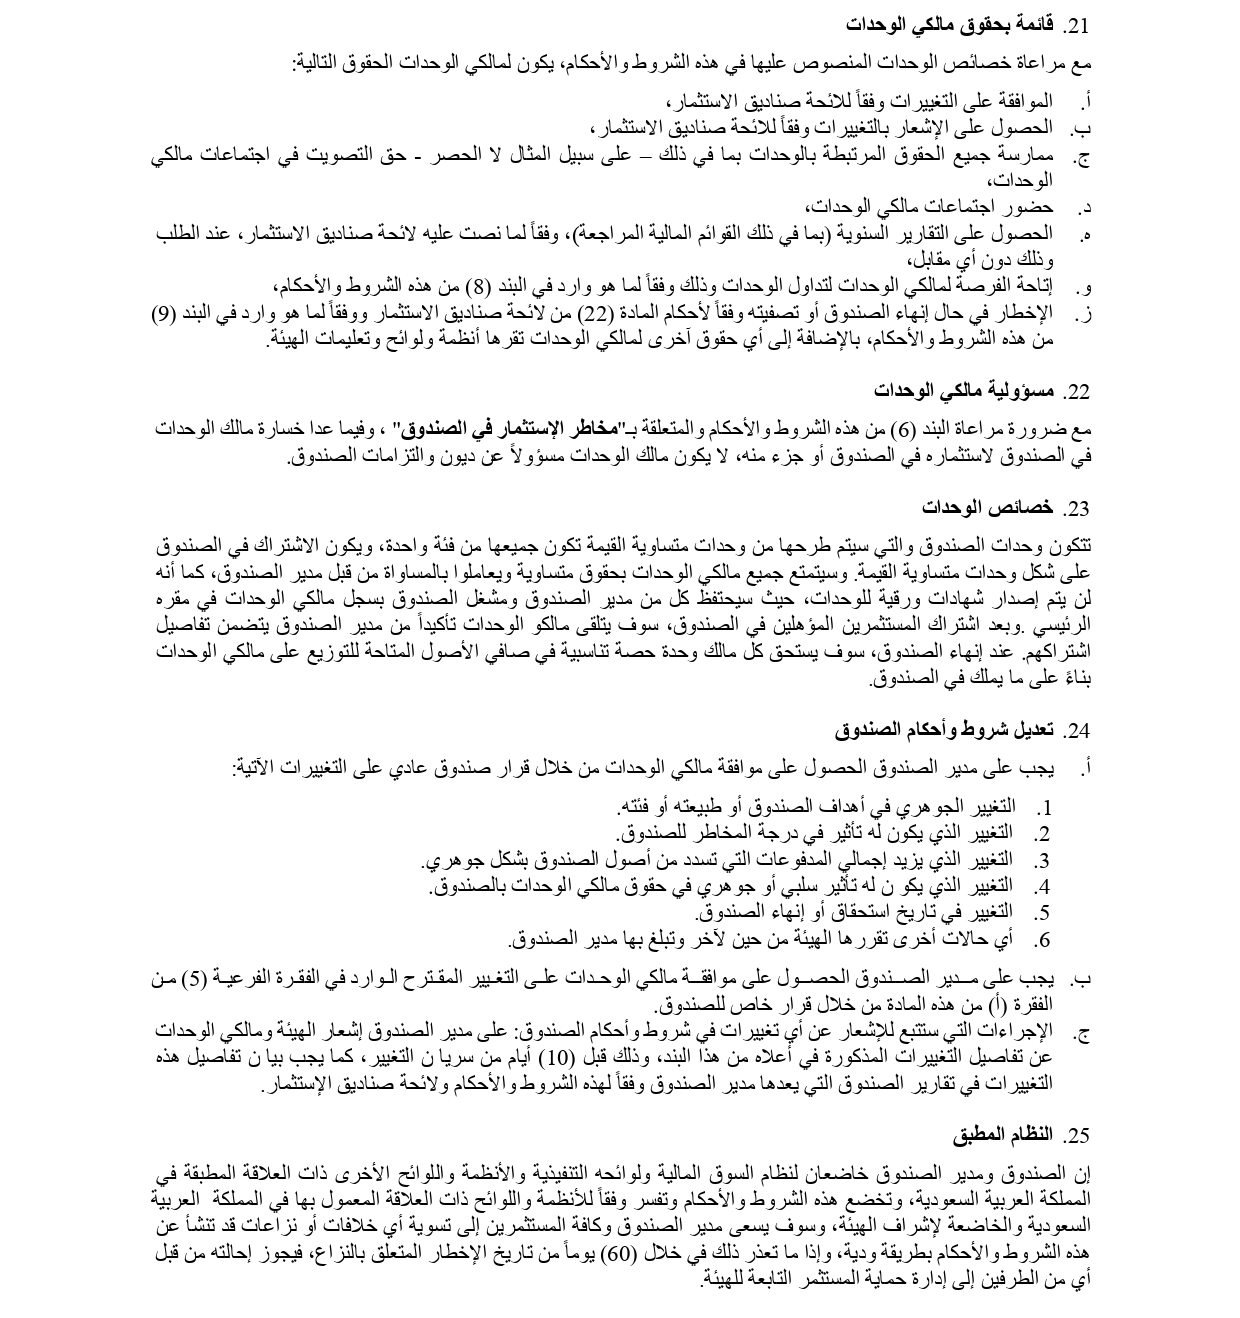 21. قائمة بحقوق مالكي الوحدات
مع مراعاة خصائص الوحدات المنصوص عليها في هذه الشروط والأحكام، يكون لمالكي الوحدات الحقوق التالية:
أ. الموافقة على التغييرات وفقاً للائحة صناديق الاستثمار،
ب. الحصول على الإشعار بالتغييرات وفقاً للائحة صناديق الاستثمار،
ج. ممارسة جميع الحقوق المرتبطة بالوحدات بما في ذلك – على سبيل المثال لا الحصر - حق التصويت في اجتماعات مالكي
الوحدات،
د. حضور اجتماعات مالكي الوحدات،
ه. الحصول على التقارير السنوية (بما في ذلك القوائم المالية المراجعة)، وفقاً لما نصت عليه لائحة صناديق الاستثمار، عند الطلب
وذلك دون أي مقابل،
و. إتاحة الفرصة لمالكي الوحدات لتداول الوحدات وذلك وفقاً لما هو وارد في البند (8) من هذه الشروط والأحكام،
ز. الإخطار في حال إنهاء الصندوق أو تصفيته وفقاً لأحكام المادة (22) من لائحة صناديق الاستثمار ووفقاً لما هو وارد في البند (9)
من هذه الشروط والأحكام، بالإضافة إلى أي حقوق آخرى لمالكي الوحدات تقرها أنظمة ولوائح وتعليمات الهيئة.
22. مسؤولية مالكي الوحدات
مع ضرورة مراعاة البند (6) من هذه الشروط والأحكام والمتعلقة بـ"مخاطر الإستثمار في الصندوق" ، وفيما عدا خسارة مالك الوحدات
في الصندوق لاستثماره في الصندوق أو جزء منه، لا يكون مالك الوحدات مسؤولاً عن ديون والتزامات الصندوق.
23. خصائص الوحدات
تتكون وحدات الصندوق والتي سيتم طرحها من وحدات متساوية القيمة تكون جميعها من فئة واحدة، ويكون الاشتراك في الصندوق
على شكل وحدات متساوية القيمة. وسيتمتع جميع مالكي الوحدات بحقوق متساوية ويعاملوا بالمساواة من قبل مدير الصندوق، كما أنه
لن يتم إصدار شهادات ورقية للوحدات، حيث سيحتفظ كل من مدير الصندوق ومشغل الصندوق بسجل مالكي الوحدات في مقره
الرئيسي .وبعد اشتراك المستثمرين المؤهلين في الصندوق، سوف يتلقى مالكو الوحدات تأكيداً من مدير الصندوق يتضمن تفاصيل
اشتراكهم. عند إنهاء الصندوق، سوف يستحق كل مالك وحدة حصة تناسبية في صافي الأصول المتاحة للتوزيع على مالكي الوحدات
بناءً على ما يملك في الصندوق.
24. تعديل شروط وأحكام الصندوق
أ. يجب على مدير الصندوق الحصول على موافقة مالكي الوحدات من خلال قرار صندوق عادي على التغييرات الآتية:
1. التغيير الجوهري في أهداف الصندوق أو طبيعته أو فئته.
2. التغيير الذي يكون له تأثير في درجة المخاطر للصندوق.
3. التغيير الذي يزيد إجمالي المدفوعات التي تسدد من أصول الصندوق بشكل جوهري.
4. التغيير الذي يكو ن له تأثير سلبي أو جوهري في حقوق مالكي الوحدات بالصندوق.
5. التغيير في تاريخ استحقاق أو إنهاء الصندوق.
6. أي حالات أخرى تقررها الهيئة من حين لآخر وتبلغ بها مدير الصندوق.
ب. يجب على مـدير الصـندوق الحصـول على موافقـة مالكي الوحـدات علـى التغيير المقـترح الـوارد في الفقـرة الفرعيـة (5) مـن
الفقرة (أ) من هذه المادة من خلال قرار خاص للصندوق.
ج. الإجراءات التي ستتبع للإشعار عن أي تغييرات في شروط وأحكام الصندوق: على مدير الصندوق إشعار الهيئة ومالكي الوحدات
عن تفاصيل التغييرات المذكورة في أعلاه من هذا البند، وذلك قبل (10) أيام من سريا ن التغيير، كما يجب بيا ن تفاصيل هذه
التغييرات في تقارير الصندوق التي يعدها مدير الصندوق وفقاً لهذه الشروط والأحكام ولائحة صناديق الإستثمار.
25. النظام المطبق
إن الصندوق ومدير الصندوق خاضعان لنظام السوق المالية ولوائحه التنفيذية والأنظمة واللوائح الأخرى ذات العلاقة المطبقة في
المملكة العربية السعودية، وتخضع هذه الشروط والأحكام وتفسر وفقاً للأنظمة واللوائح ذات العلاقة المعمول بها في المملكة العربية
السعودية والخاضعة لإشراف الهيئة، وسوف يسعى مدير الصندوق وكافة المستثمرين إلى تسوية أي خلافات أو نزاعات قد تنشأ عن
هذه الشروط والأحكام بطريقة ودية، وإذا ما تعذر ذلك في خلال (60) يوماً من تاريخ الإخطار المتعلق بالنزاع، فيجوز إحالته من قبل
أي من الطرفين إلى إدارة حماية المستثمر التابعة للهيئة.